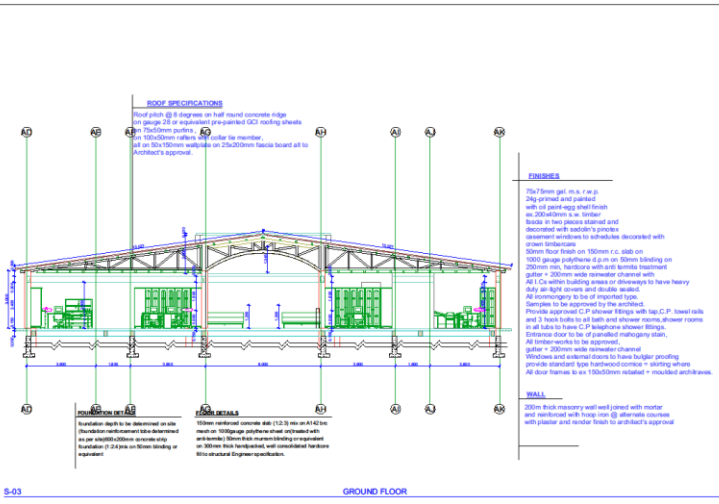 ROOF SPECIFICATIONS
Roof pitch @ 6 degrees on half round concrete ridge
on gauge 28 or equivalent pre-painted GCI roofing sheets
on 75x50mm purlins ,
on 100x50mm rafters with collar tie member,
all on 50x150mm wallplate on 25x200mm fascia board all to
Architect's approval.
AD AE AF AG AH AI AJ AK
FINISHES
75x75mm gal. m.s. r.w.p.
24g-primed and painted
with oil paint-egg shell finish
ex.200x40mm s.w. timber
facia in two pieces stained and
decorated with sadolin's pinotex
casement windows to schedules decorated with
crown timbercare
50mm floor finish on 150mm r.c. slab on
1000 gauge polythene d.p.m on 50mm blinding on
250mm min, hardcore with anti termite treatment
gutter + 200mm wide rainwater channel
All I.Cs within building areas or driveways to have heavy
duty air-tight covers and double sealed.
All ironmongery to be of imported type.
Samples to be approved by the architect.
Provide approved C.P shower fittings with tap,C.P. towel rails
and 3 hook bolts to all bath and shower rooms,shower rooms
in all tubs to have C.P telephone shower fittings.
Entrance door to be of panelled mahogany stain,
All timber-works to be approved,
gutter + 200mm wide rainwater channel
Windows and external doors to have bulglar proofing
provide standard type hardwood cornice + skirting where
All door frames to ex 150x50mm rebated + moulded architraves.
WALL
200m thick masonry wall well joined with mortar
and reinforced with hoop iron @ alternate courses
with plaster and render finish to architect's approval
AD AE AF AG AH AI AJ AK
FOUNDATION DETAILS
foundation depth to be determined on site
(foundation reinforcement tobe determined
as per site)600x200mm concrete strip
foundation (1:2:4)mix on 50mm blinding or
equivalent
FLOOR DETAILS
150mm reinforced concrete slab (1:2:3) mix on A142 brc
mesh on 1000gauge polythene sheet on(treated with
anti-termite) 50mm thick murram blinding or equivalent
on 300mm thick handpacked, well consolidated hardcore
fill to structural Engineer specification.
S-03
GROUND FLOOR